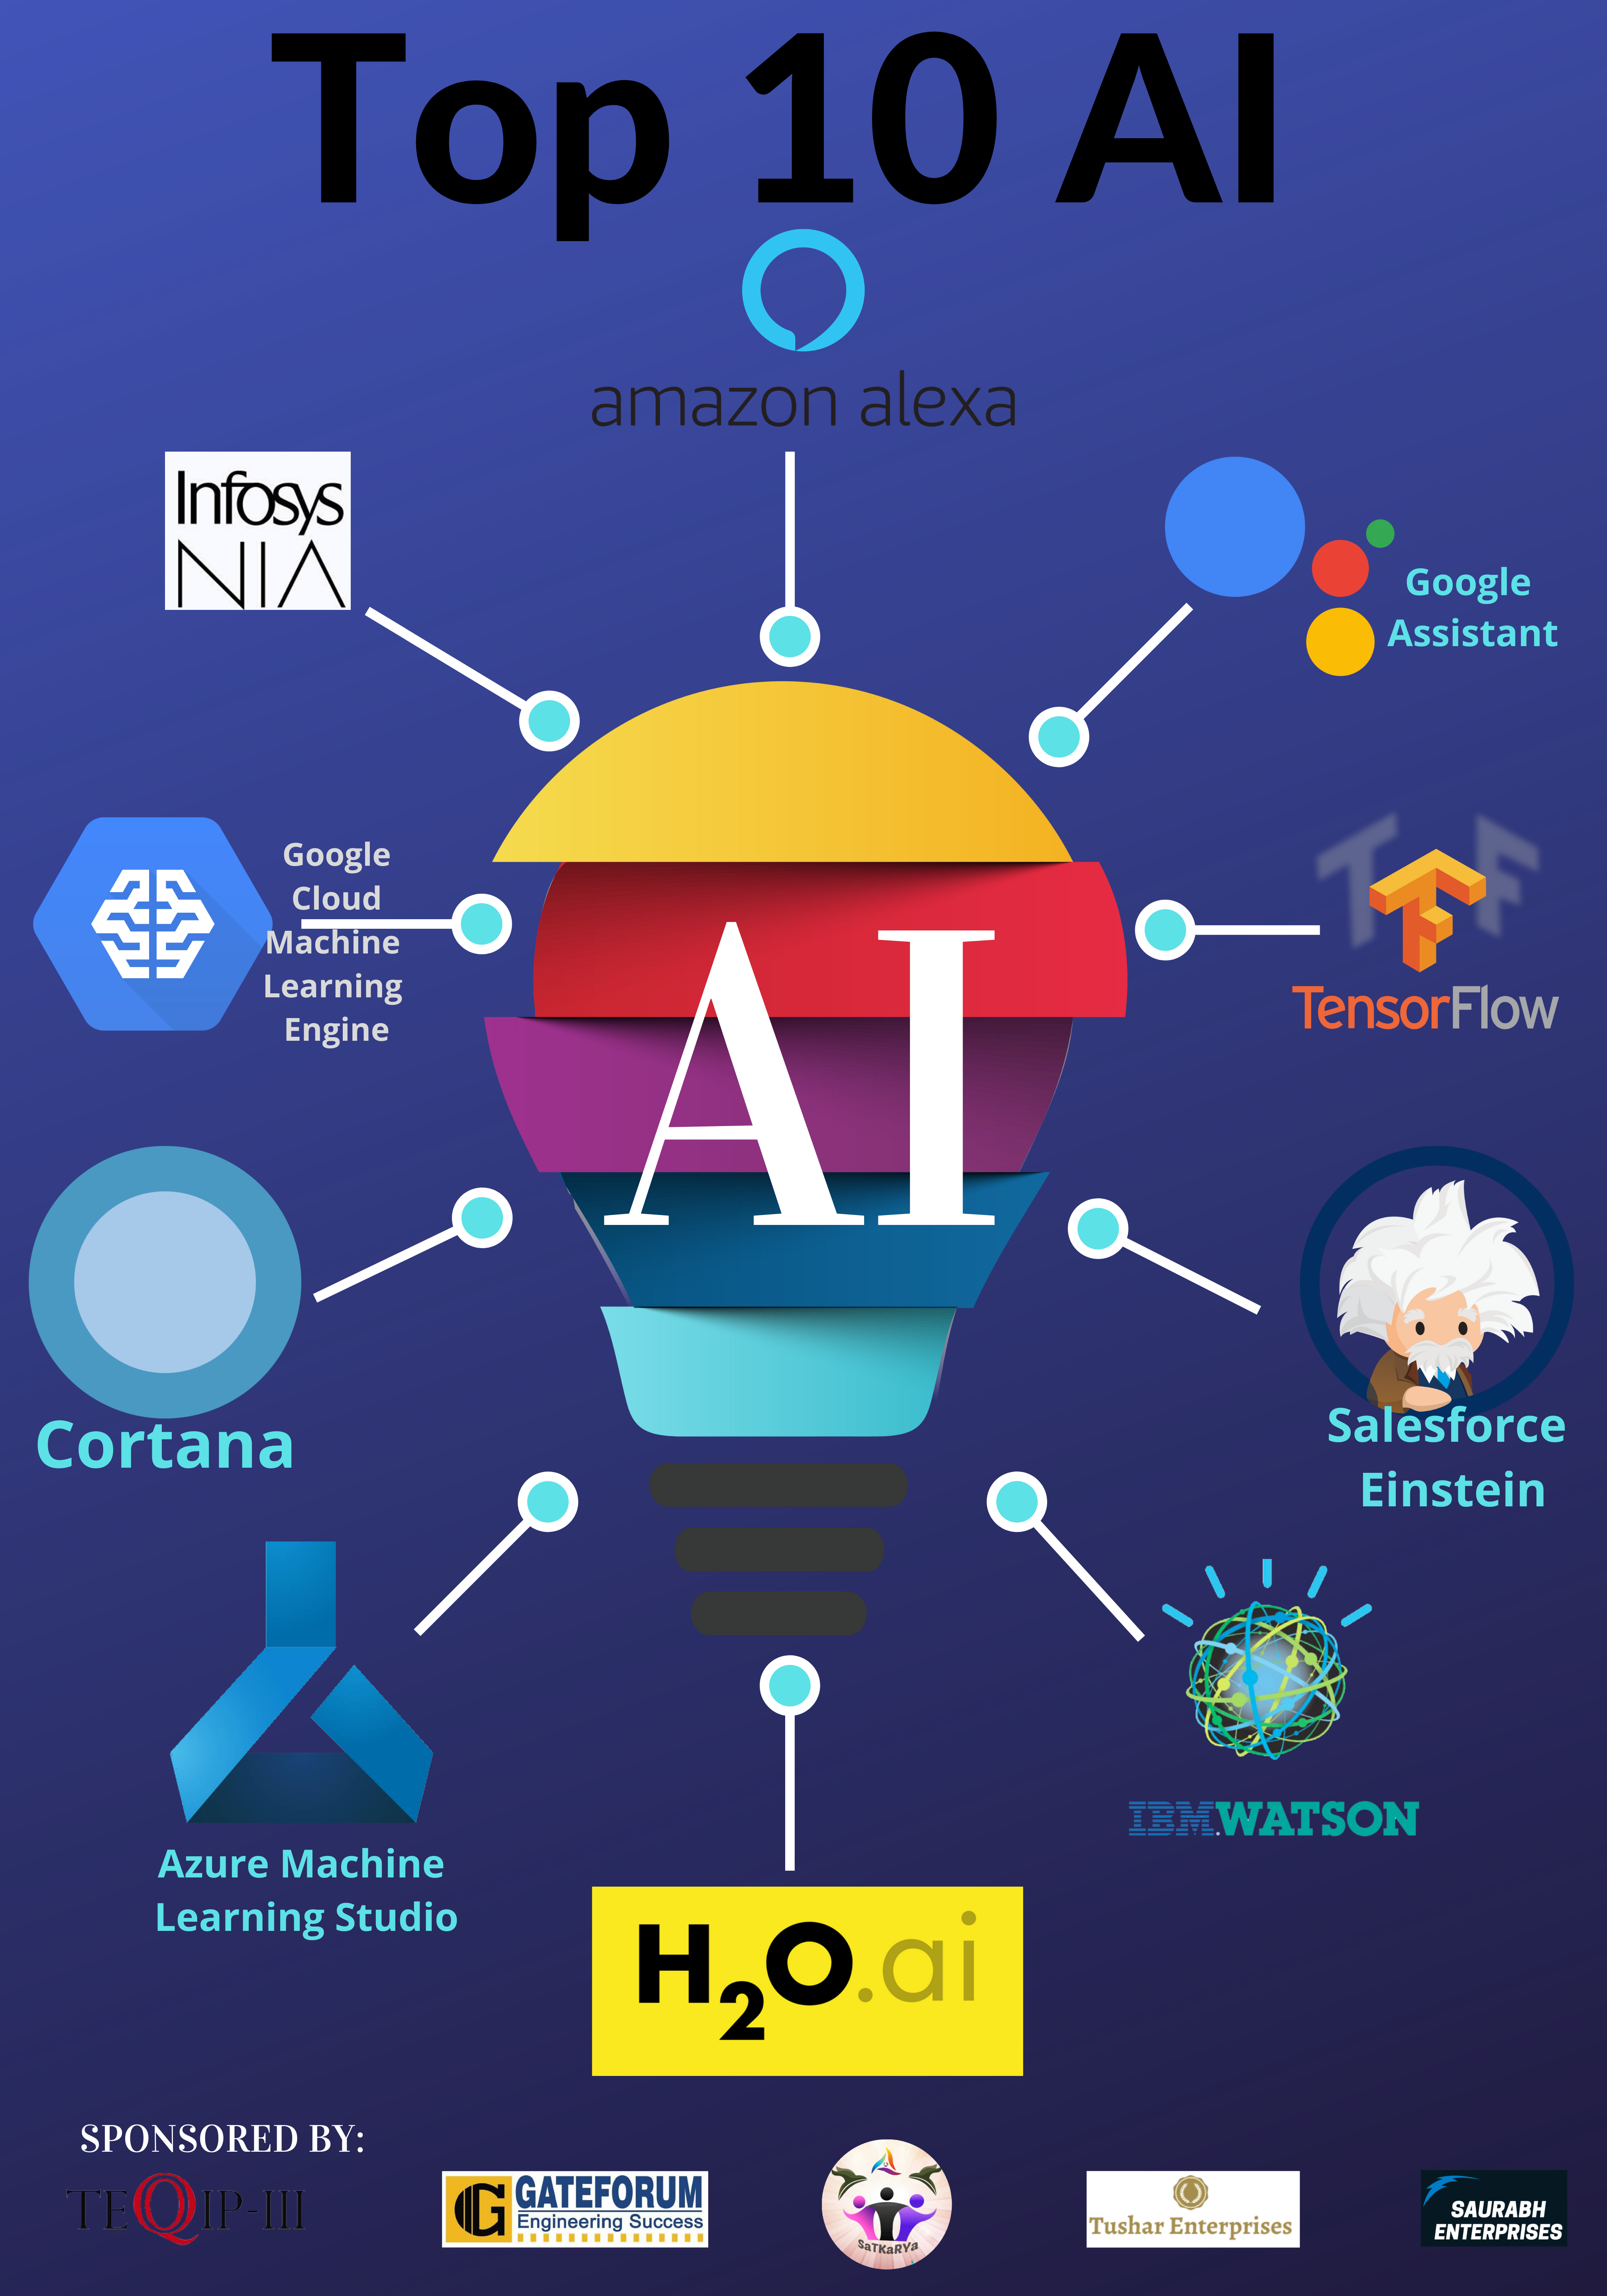 Top 10 AI
amazon alexa
Infosys
NIA
Google
Assistant
Google
Cloud
Machine
Learning
Engine
TensorFlow
AI
Cortana
Salesforce
Einstein
Azure Machine
Learning Studio
IBM WATSON
H2O.ai
SPONSORED BY:
TEQIP-III
G
GATEFORUM
Engineering Success
SaTKaRYa
Tushar Enterprises
SAURABH
ENTERPRISES